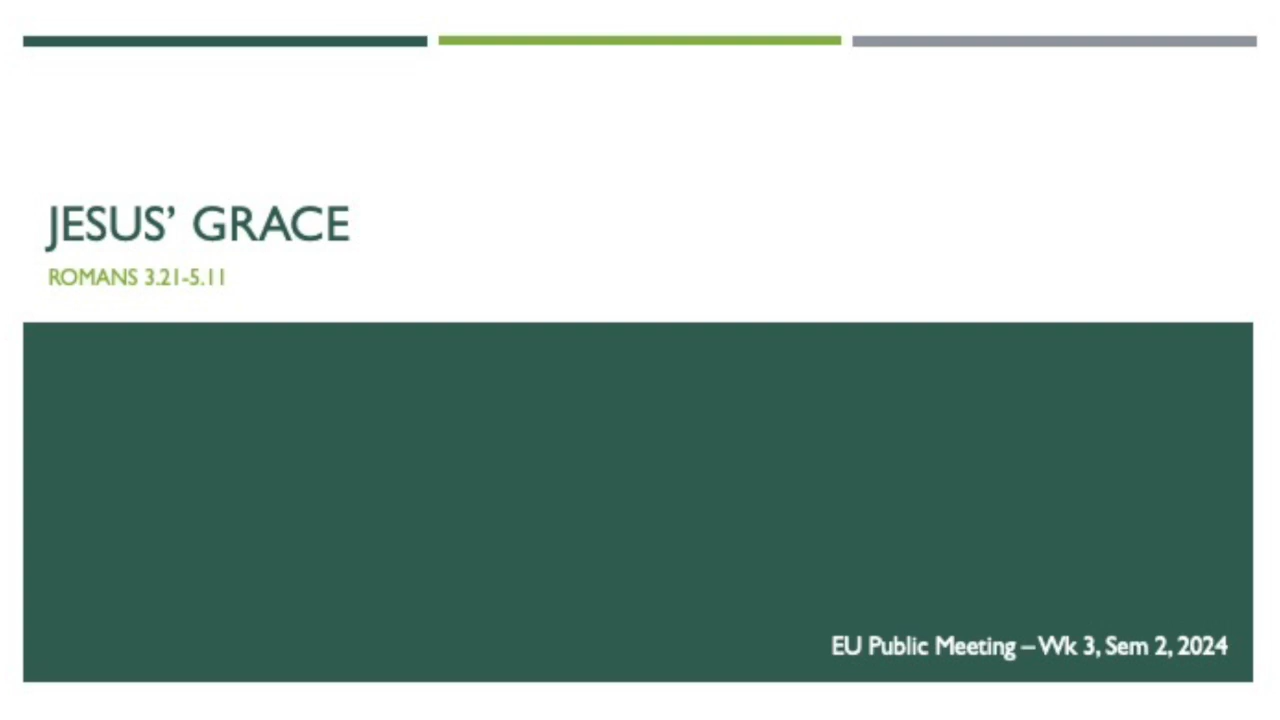 JESUS’ GRACE
ROMANS 3.21-5.11
EU Public Meeting – Wk 3, Sem 2, 2024